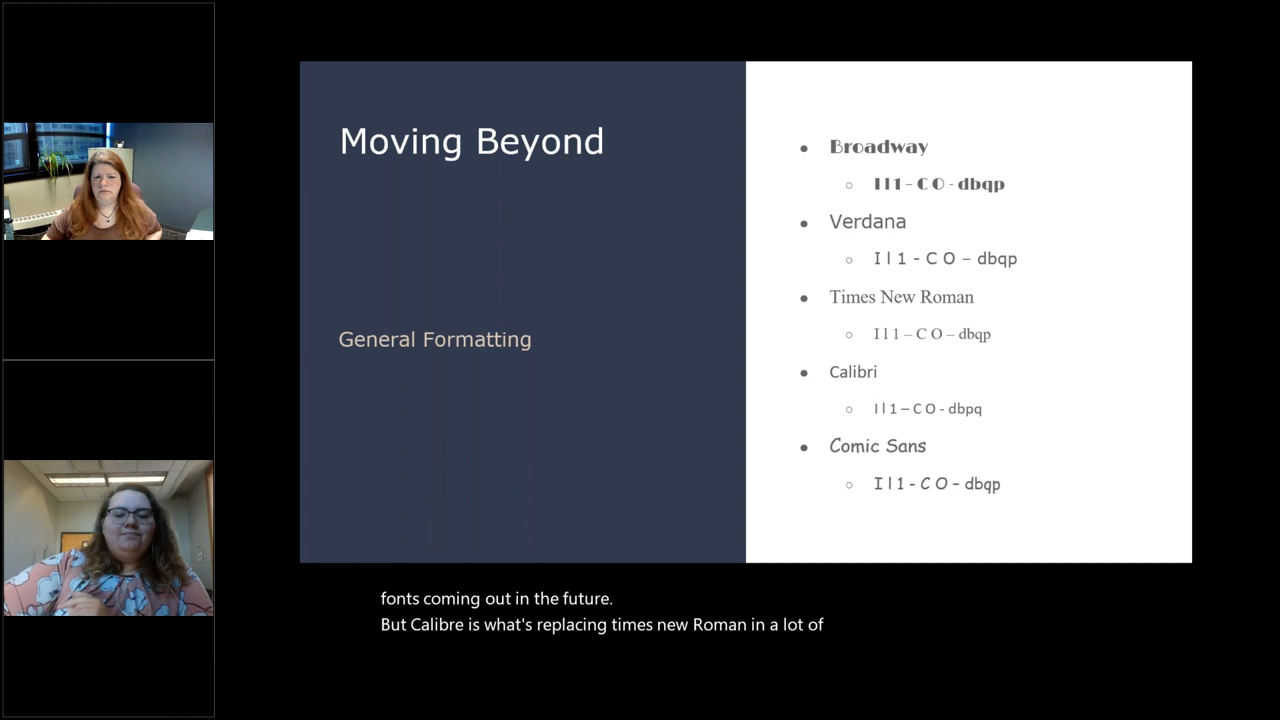 Moving Beyond
General Formatting
● Broadway
○ I l 1 – C O - dbqp
● Verdana
○ I l 1 - C O – dbqp
● Times New Roman
○ I l 1 – C O – dbqp
● Calibri
○ I l 1 – C O - dbpq
● Comic Sans
○ I l 1 - C O – dbqp
fonts coming out in the future.
But Calibre is what's replacing times new Roman in a lot of